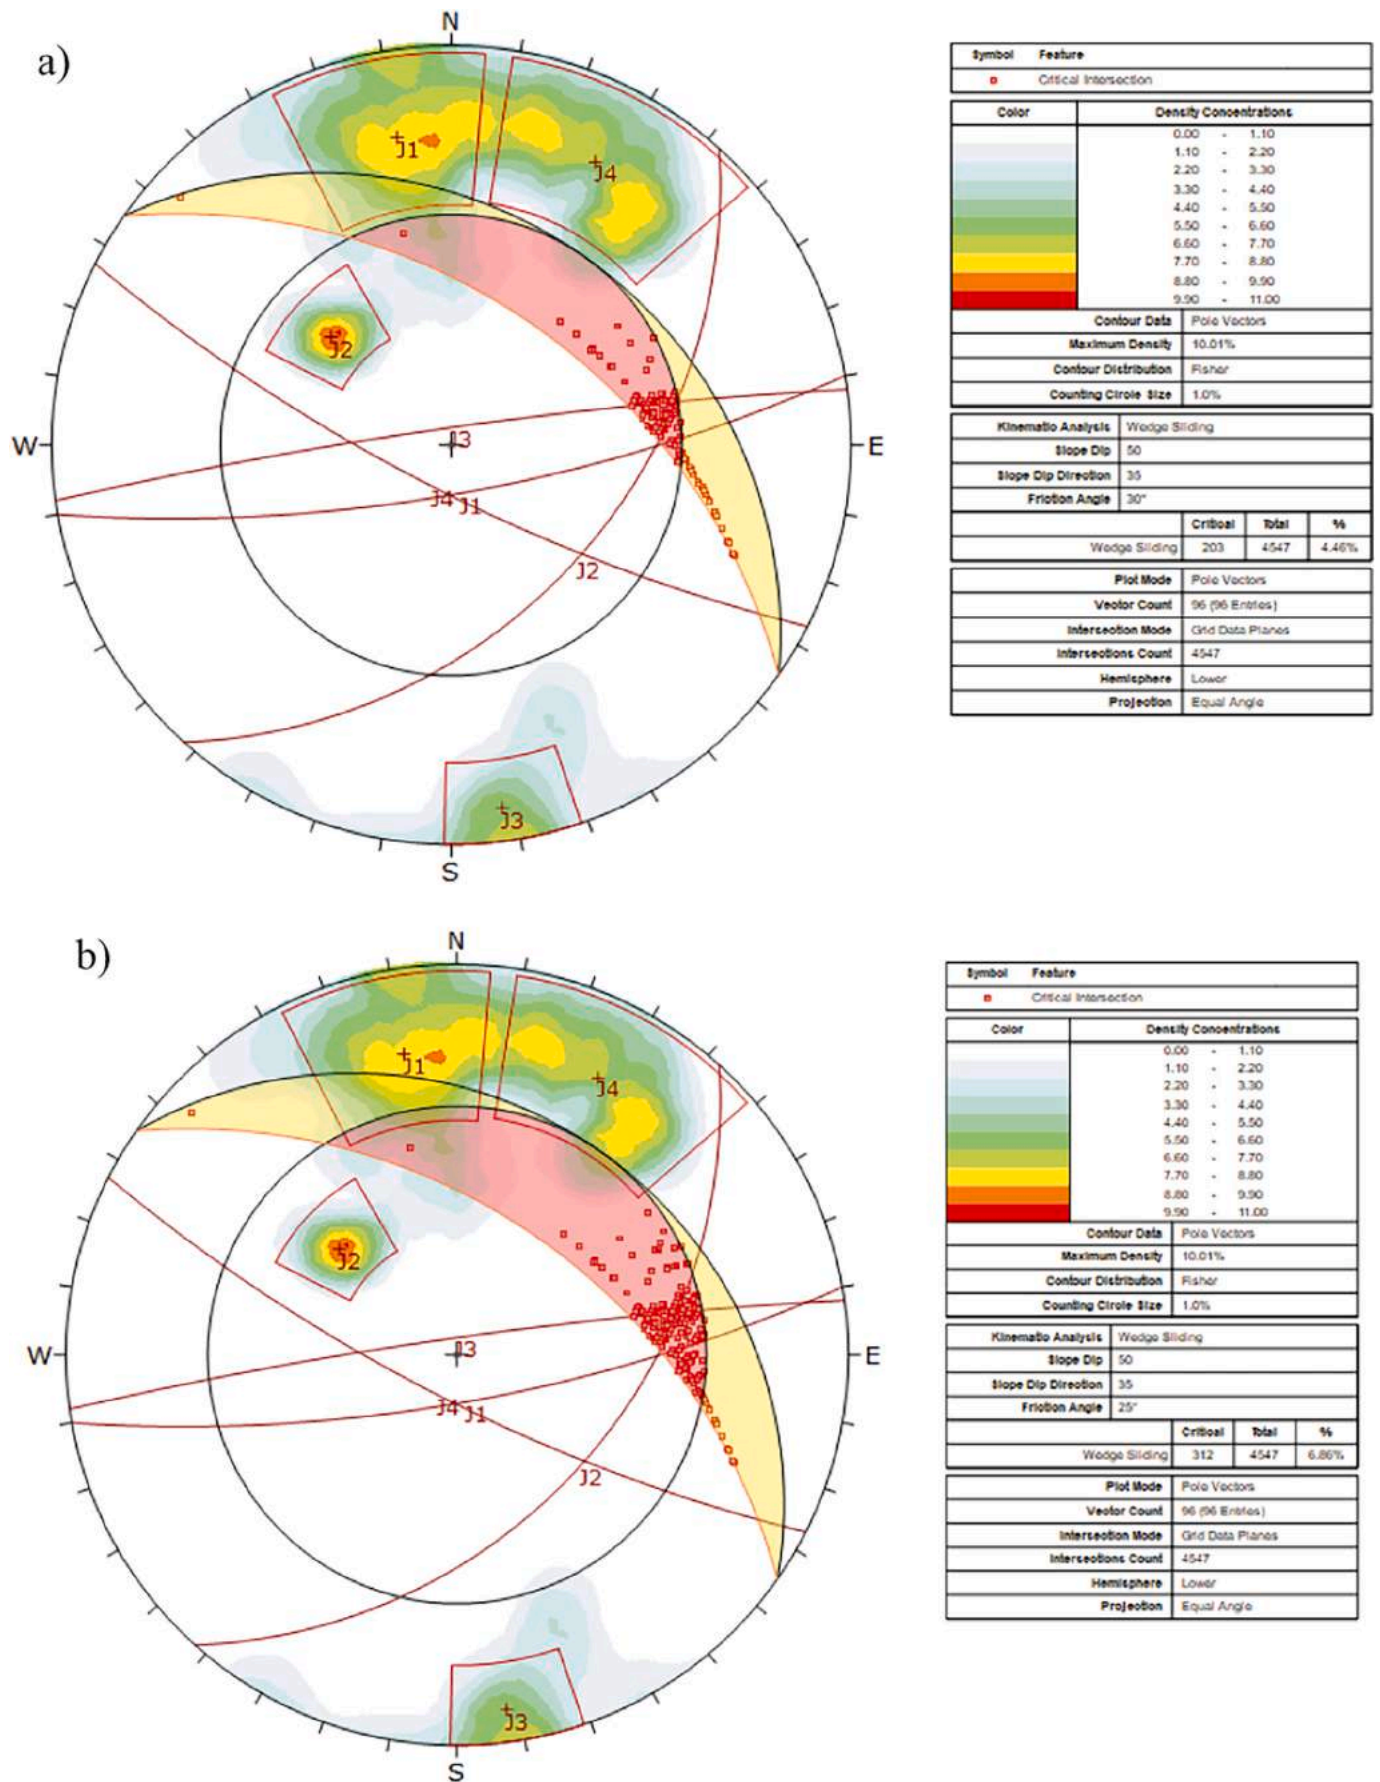 a)
N
W
E
S
J1
J4
J2
J3
J4 J1
J2
J3
Symbol Feature
Critical Intersection
Color Density Concentrations
0.00 - 1.10
1.10 - 2.20
2.20 - 3.30
3.30 - 4.40
4.40 - 5.50
5.50 - 6.60
6.60 - 7.70
7.70 - 8.80
8.80 - 9.90
9.90 - 11.00
Contour Data Pole Vectors
Maximum Density 10.01%
Contour Distribution Fisher
Counting Circle Size 1.0%
Kinematic Analysis Wedge Sliding
Slope Dip 50
Slope Dip Direction 35
Friction Angle 30°
Critical Total %
Wedge Sliding 203 4547 4.46%
Plot Mode Pole Vectors
Vector Count 96 (96 Entries)
Intersection Mode Grid Data Planes
Intersections Count 4547
Hemisphere Lower
Projection Equal Angle
b)
N
W
E
S
J1
J4
J2
J3
J4 J1
J2
J3
Symbol Feature
Critical Intersection
Color Density Concentrations
0.00 - 1.10
1.10 - 2.20
2.20 - 3.30
3.30 - 4.40
4.40 - 5.50
5.50 - 6.60
6.60 - 7.70
7.70 - 8.80
8.80 - 9.90
9.90 - 11.00
Contour Data Pole Vectors
Maximum Density 10.01%
Contour Distribution Fisher
Counting Circle Size 1.0%
Kinematic Analysis Wedge Sliding
Slope Dip 50
Slope Dip Direction 35
Friction Angle 25°
Critical Total %
Wedge Sliding 312 4547 6.86%
Plot Mode Pole Vectors
Vector Count 96 (96 Entries)
Intersection Mode Grid Data Planes
Intersections Count 4547
Hemisphere Lower
Projection Equal Angle